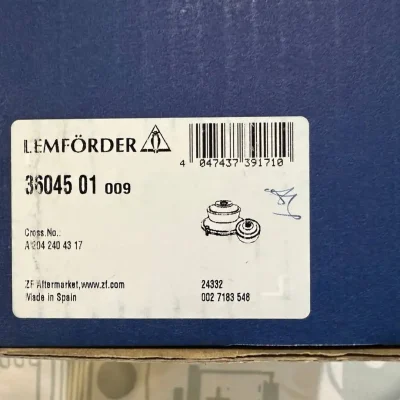 LEMFÖRDER
4 047437 391710
36045 01 009
Cross.No.:
A 204 240 43 17
ZF Aftermarket,www.zf.com
24332
Made in Spain
002 7183 546